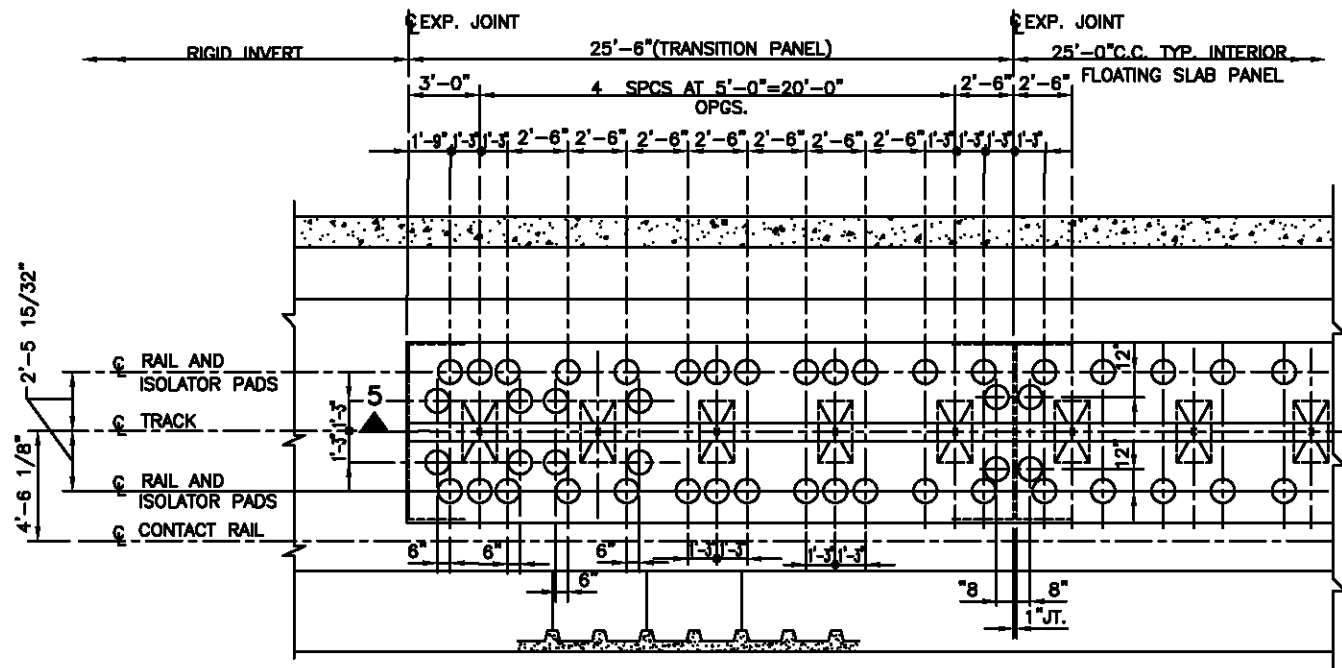 ℄ EXP. JOINT
℄ EXP. JOINT
RIGID INVERT
25'-6"(TRANSITION PANEL)
25'-0"C.C. TYP. INTERIOR
FLOATING SLAB PANEL
3'-0"
4 SPCS AT 5'-0"=20'-0"
OPGS.
2'-6"
2'-6"
1'-9"
1'-3"
1'-3"
2'-6"
2'-6"
2'-6"
2'-6"
2'-6"
2'-6"
2'-6"
1'-3"
1'-3"
1'-3"
1'-3"
2'-5 15/32"
℄ RAIL AND
ISOLATOR PADS
12"
5
℄ TRACK
1'-3"
1'-3"
4'-6 1/8"
12"
℄ RAIL AND
ISOLATOR PADS
℄ CONTACT RAIL
6"
6"
6"
1'-3"
1'-3"
1'-3"
1'-3"
6"
"8
8"
1"JT.